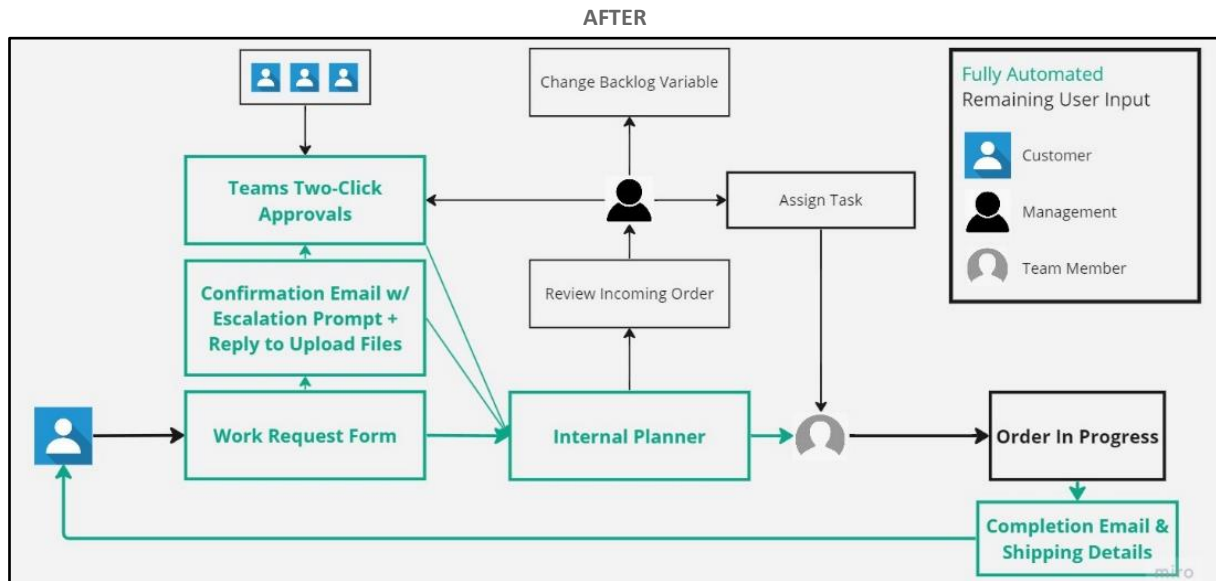 AFTER
Change Backlog Variable
Fully Automated
Remaining User Input
Customer
Management
Team Member
Teams Two-Click
Approvals
Assign Task
Confirmation Email w/
Escalation Prompt +
Reply to Upload Files
Review Incoming Order
Work Request Form
Internal Planner
Order In Progress
Completion Email &
Shipping Details
miro